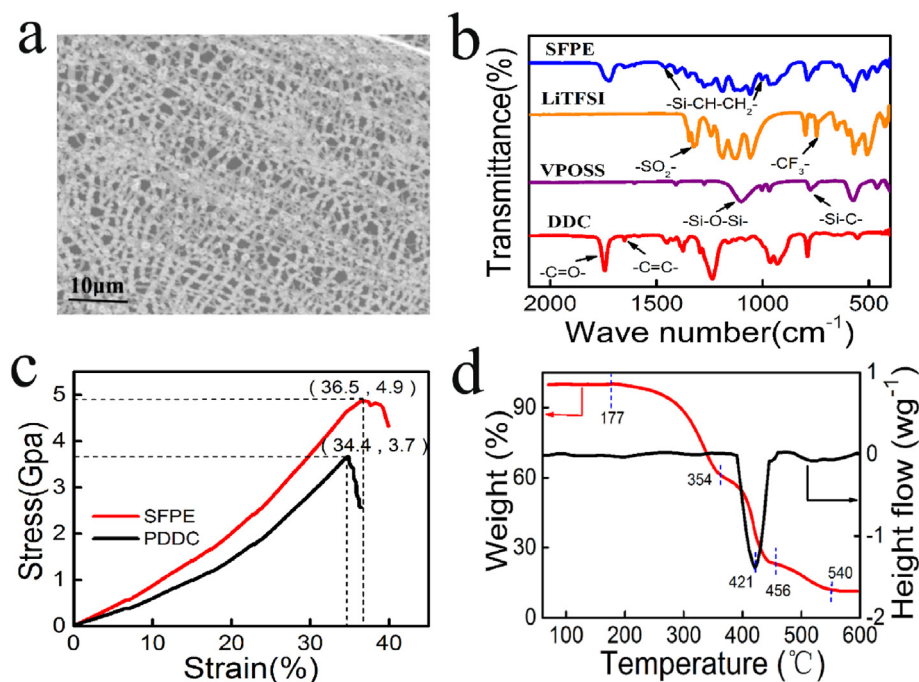 a
10μm
b
SFPE
-Si-CH-CH₂-
LiTFSI
-SO₂-
-CF₃-
VPOSS
-Si-O-Si-
-Si-C-
DDC
-C=O-
-C=C-
Transmittance(%)
2100
1500
1000
500
Wave number(cm⁻¹)
c
( 36.5 , 4.9 )
( 34.4 , 3.7 )
SFPE
PDDC
Stress(Gpa)
5
4
3
2
1
0
0
10
20
30
40
Strain(%)
d
177
354
421
456
540
Weight (%)
90
60
30
0
Height flow (wg⁻¹)
1
0
-1
-2
100
200
300
400
500
600
Temperature (℃)